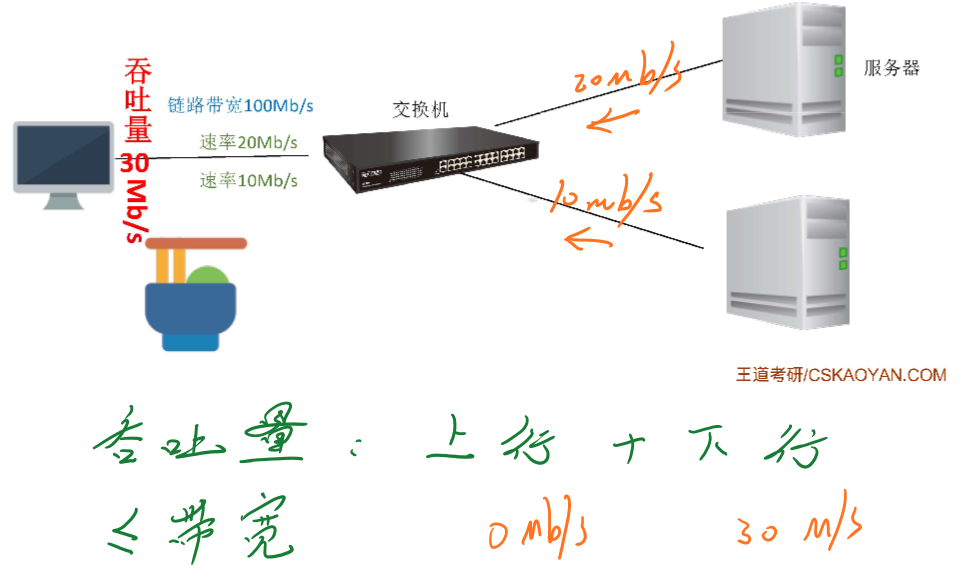 吞吐量 30 Mb/s
链路带宽100Mb/s
速率20Mb/s
速率10Mb/s
交换机
20mb/s
服务器
10mb/s
王道考研/CSKAOYAN.COM
吞吐量：上行 + 下行
≤ 带宽 0mb/s 30 M/s